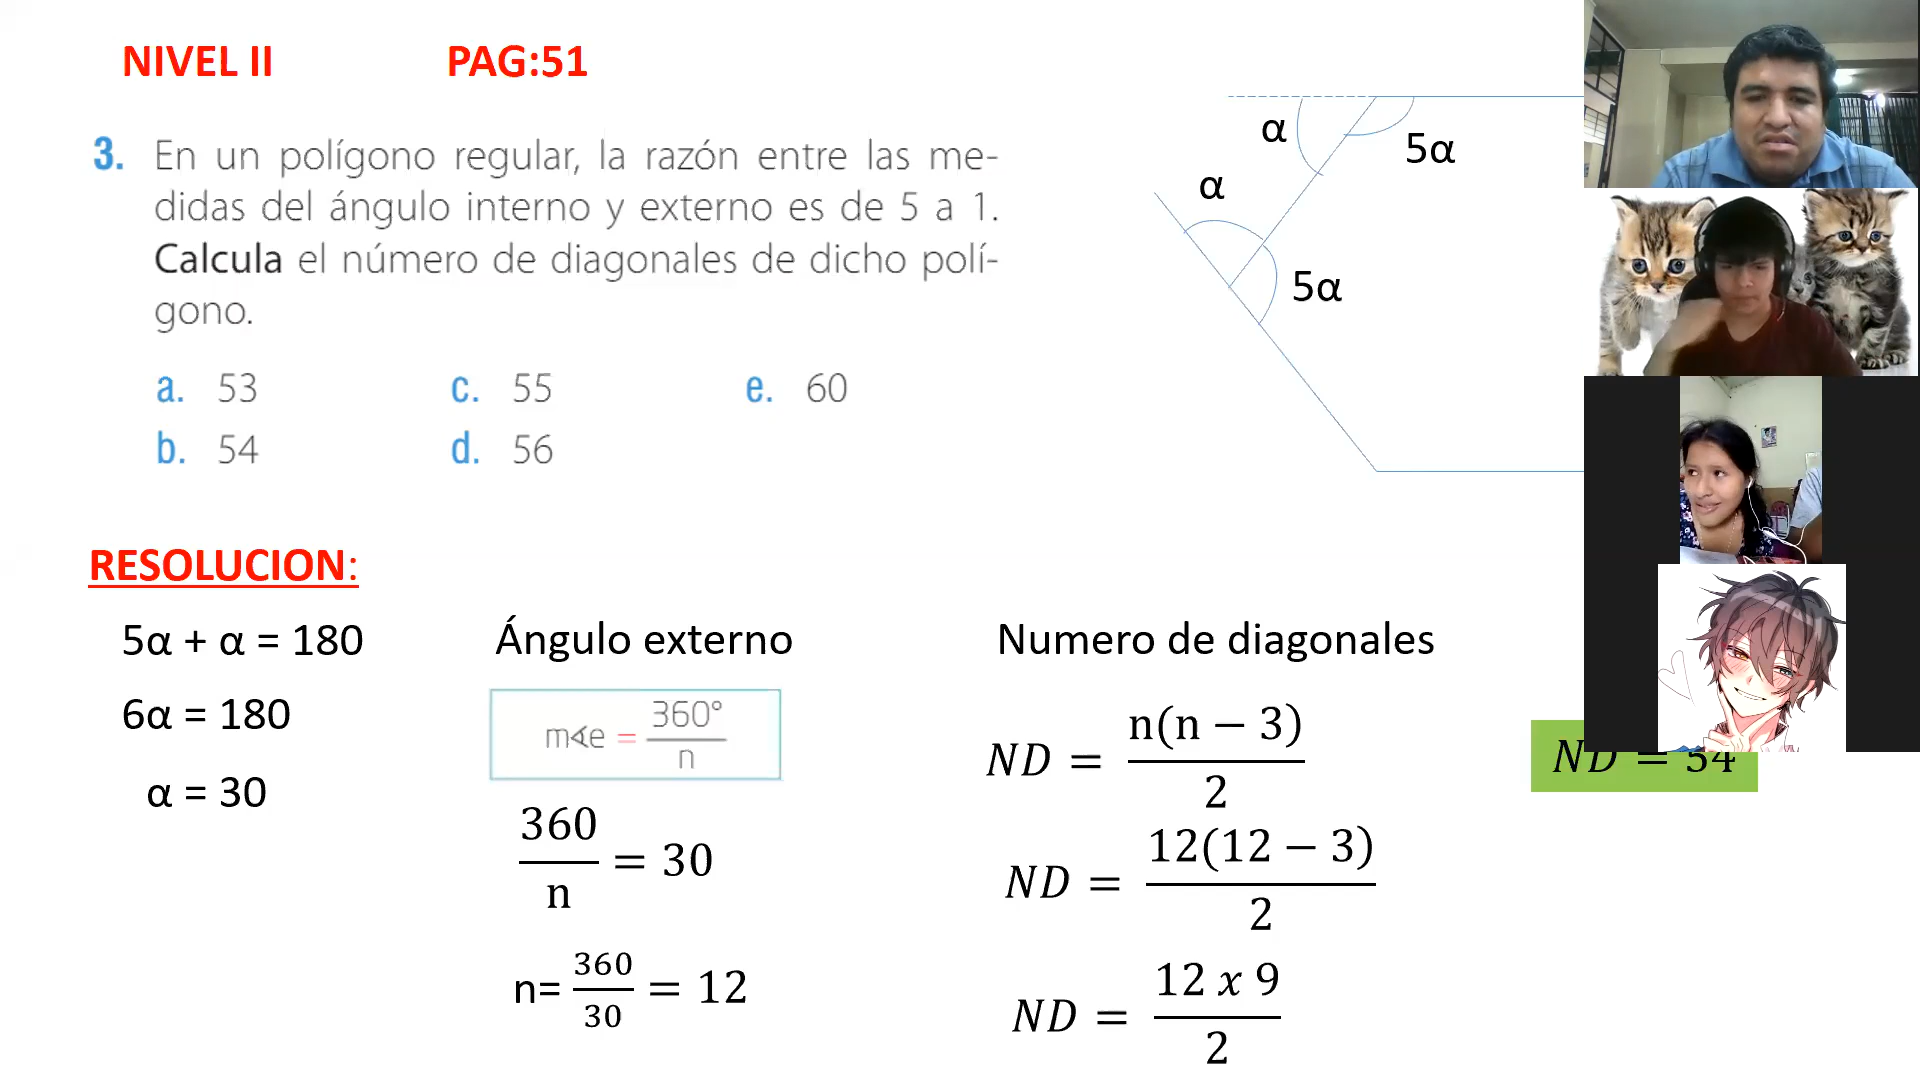 NIVEL II PAG:51
3. En un polígono regular, la razón entre las me-
didas del ángulo interno y externo es de 5 a 1.
Calcula el número de diagonales de dicho polí-
gono.
a. 53 c. 55 e. 60
b. 54 d. 56
α
5α
α
5α
RESOLUCION:
5α + α = 180
6α = 180
α = 30
Ángulo externo
m∢e = 360°/n
360/n = 30
n= 360/30 = 12
Numero de diagonales
ND = n(n − 3)/2
ND = 12(12 − 3)/2
ND = 12 x 9/2
ND = 54